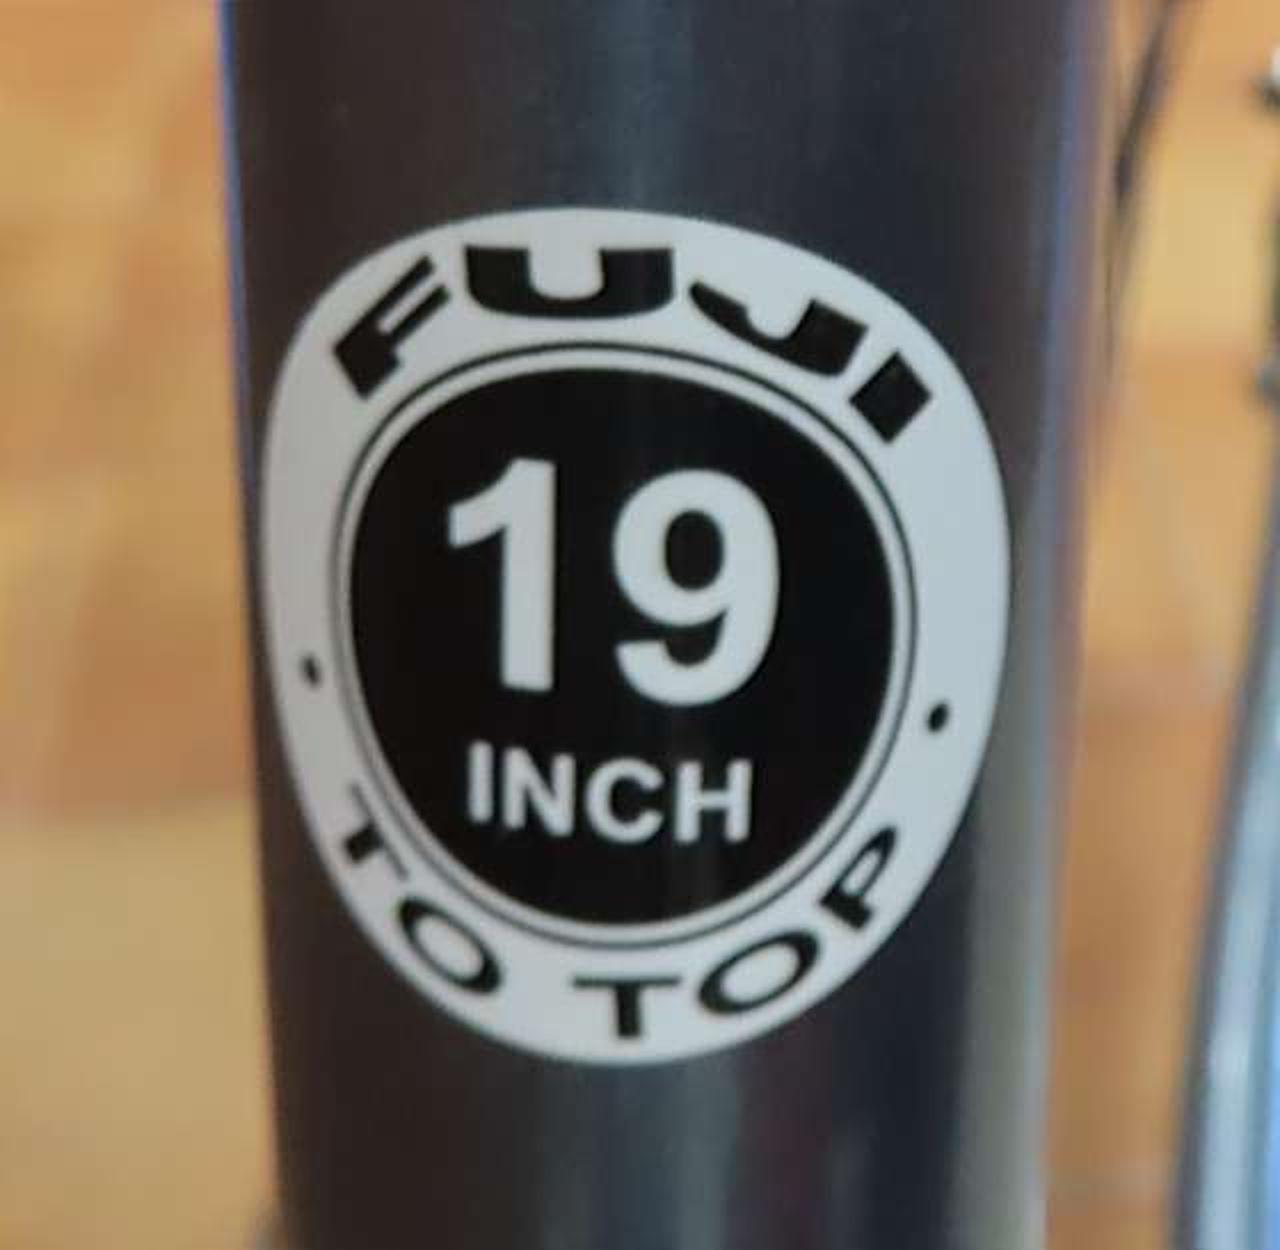 FUJI
19
INCH
• TO TOP •